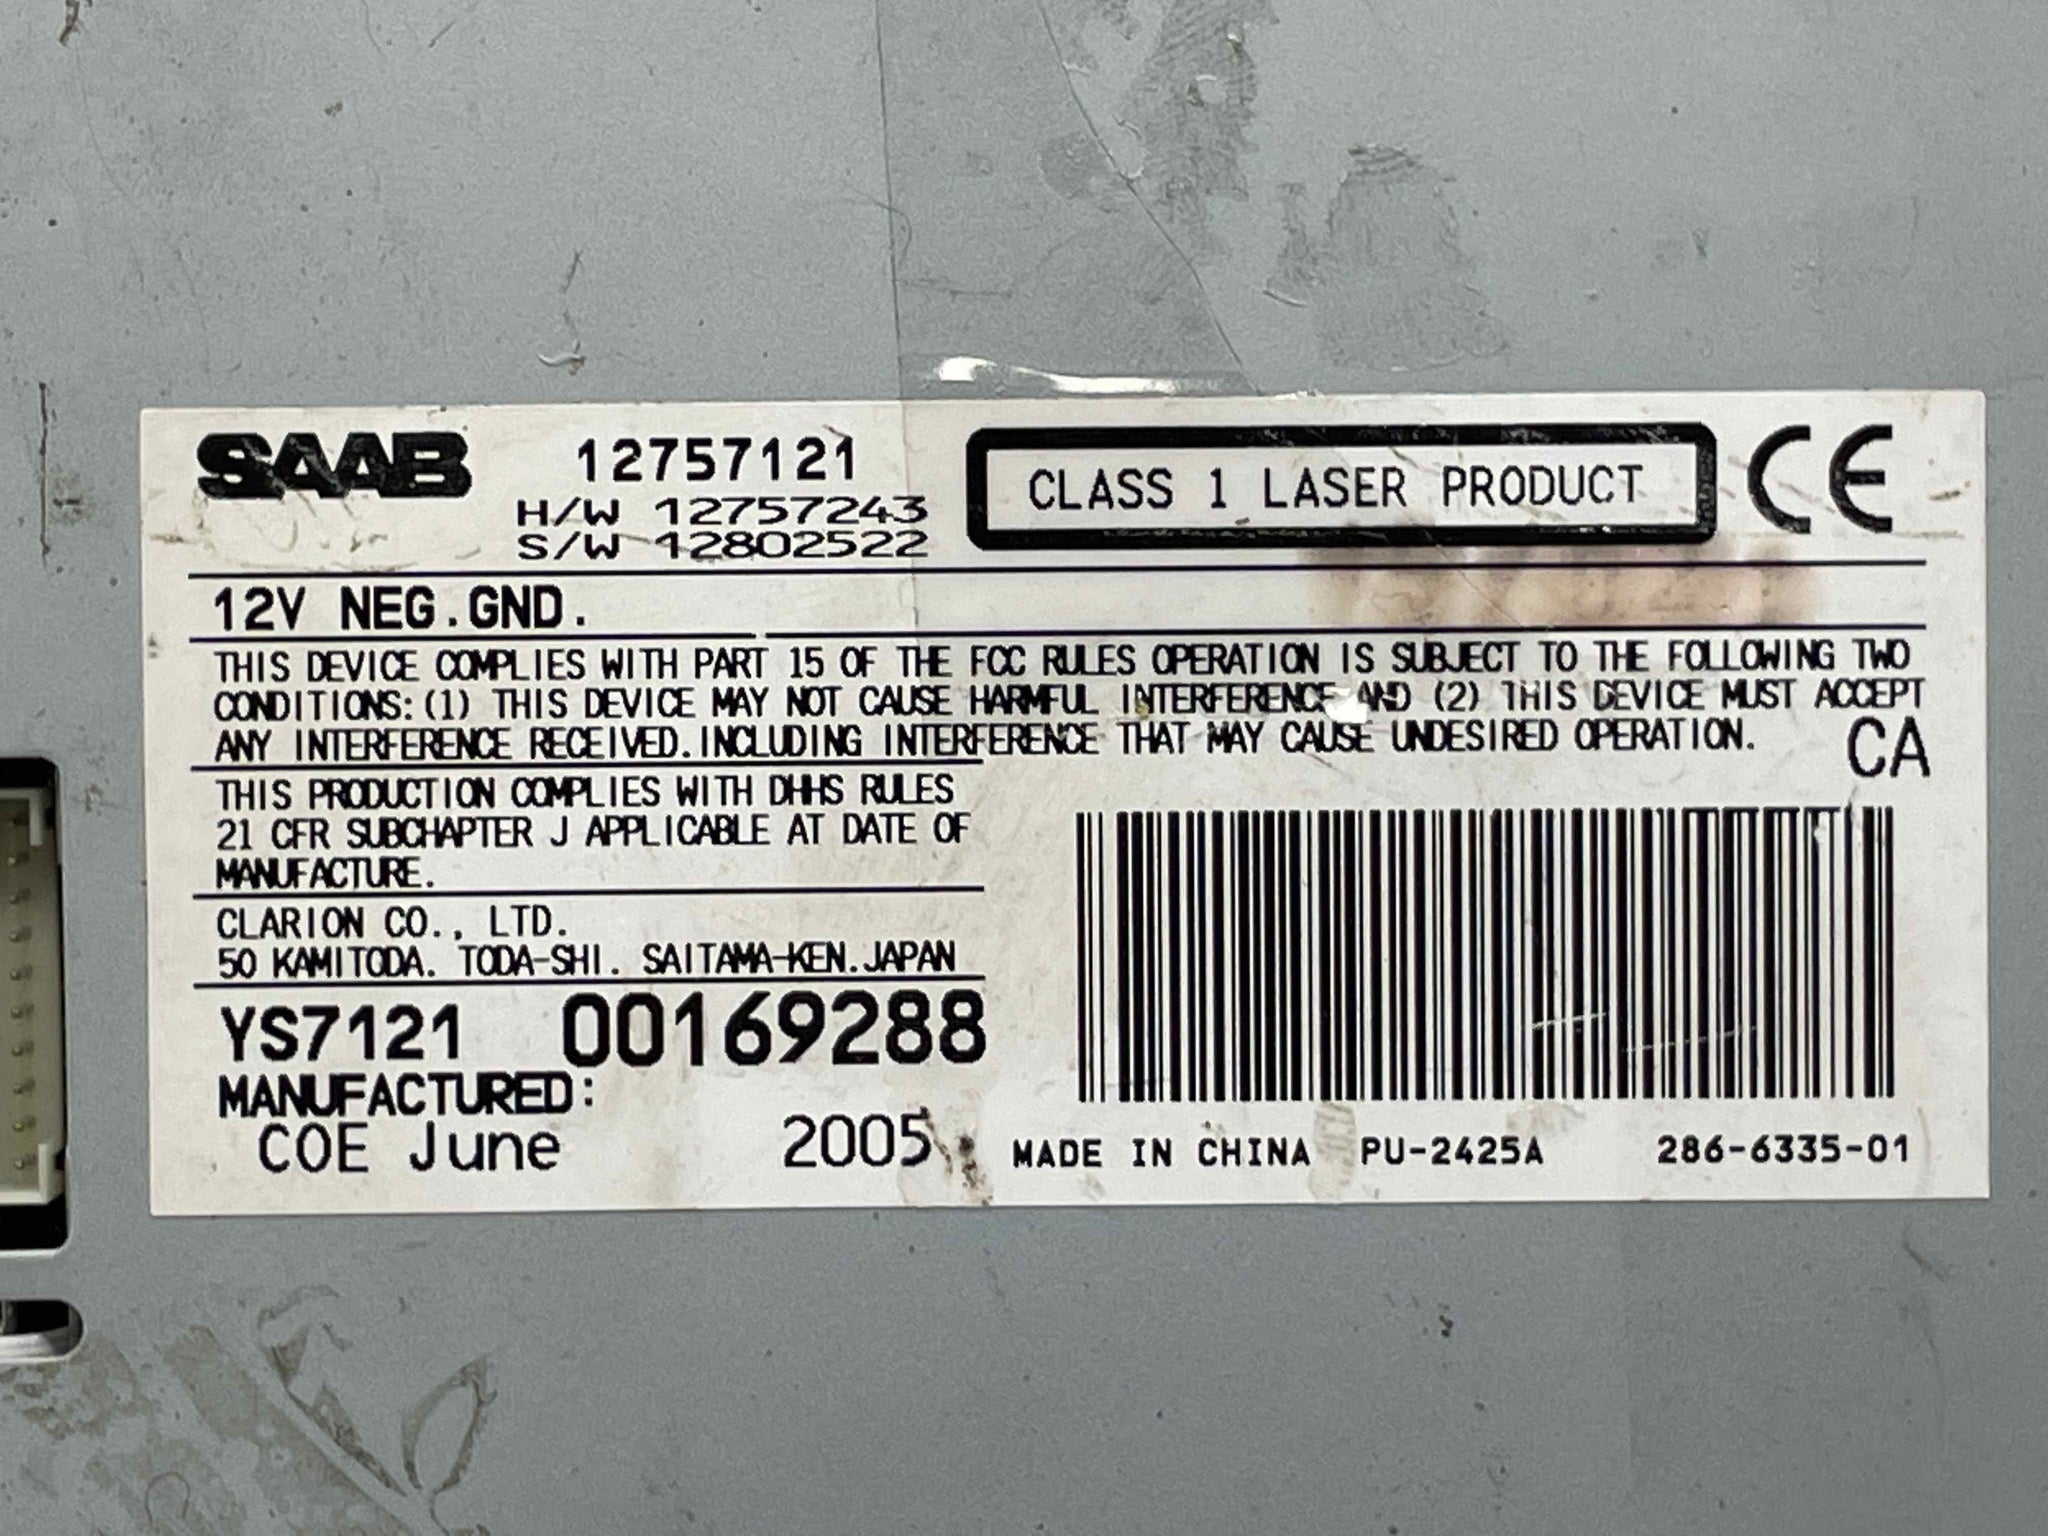 SAAB 12757121
H/W 12757243
S/W 12802522
CLASS 1 LASER PRODUCT CE
12V NEG.GND.
THIS DEVICE COMPLIES WITH PART 15 OF THE FCC RULES OPERATION IS SUBJECT TO THE FOLLOWING TWO
CONDITIONS:(1) THIS DEVICE MAY NOT CAUSE HARMFUL INTERFERENCE AND (2) THIS DEVICE MUST ACCEPT
ANY INTERFERENCE RECEIVED.INCLUDING INTERFERENCE THAT MAY CAUSE UNDESIRED OPERATION.
CA
THIS PRODUCTION COMPLIES WITH DHHS RULES
21 CFR SUBCHAPTER J APPLICABLE AT DATE OF
MANUFACTURE.
CLARION CO., LTD.
50 KAMITODA. TODA-SHI. SAITAMA-KEN.JAPAN
YS7121 00169288
MANUFACTURED:
COE June 2005
MADE IN CHINA PU-2425A 286-6335-01